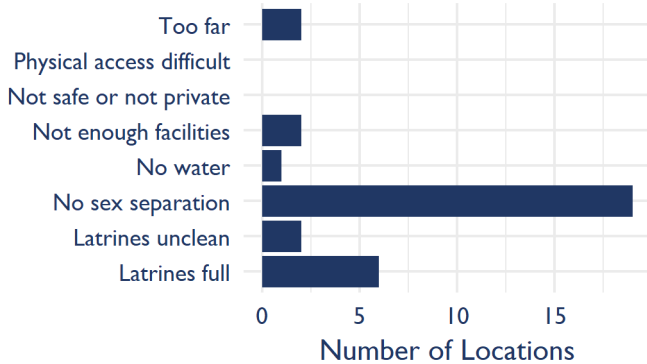 Too far
Physical access difficult
Not safe or not private
Not enough facilities
No water
No sex separation
Latrines unclean
Latrines full
0 5 10 15
Number of Locations